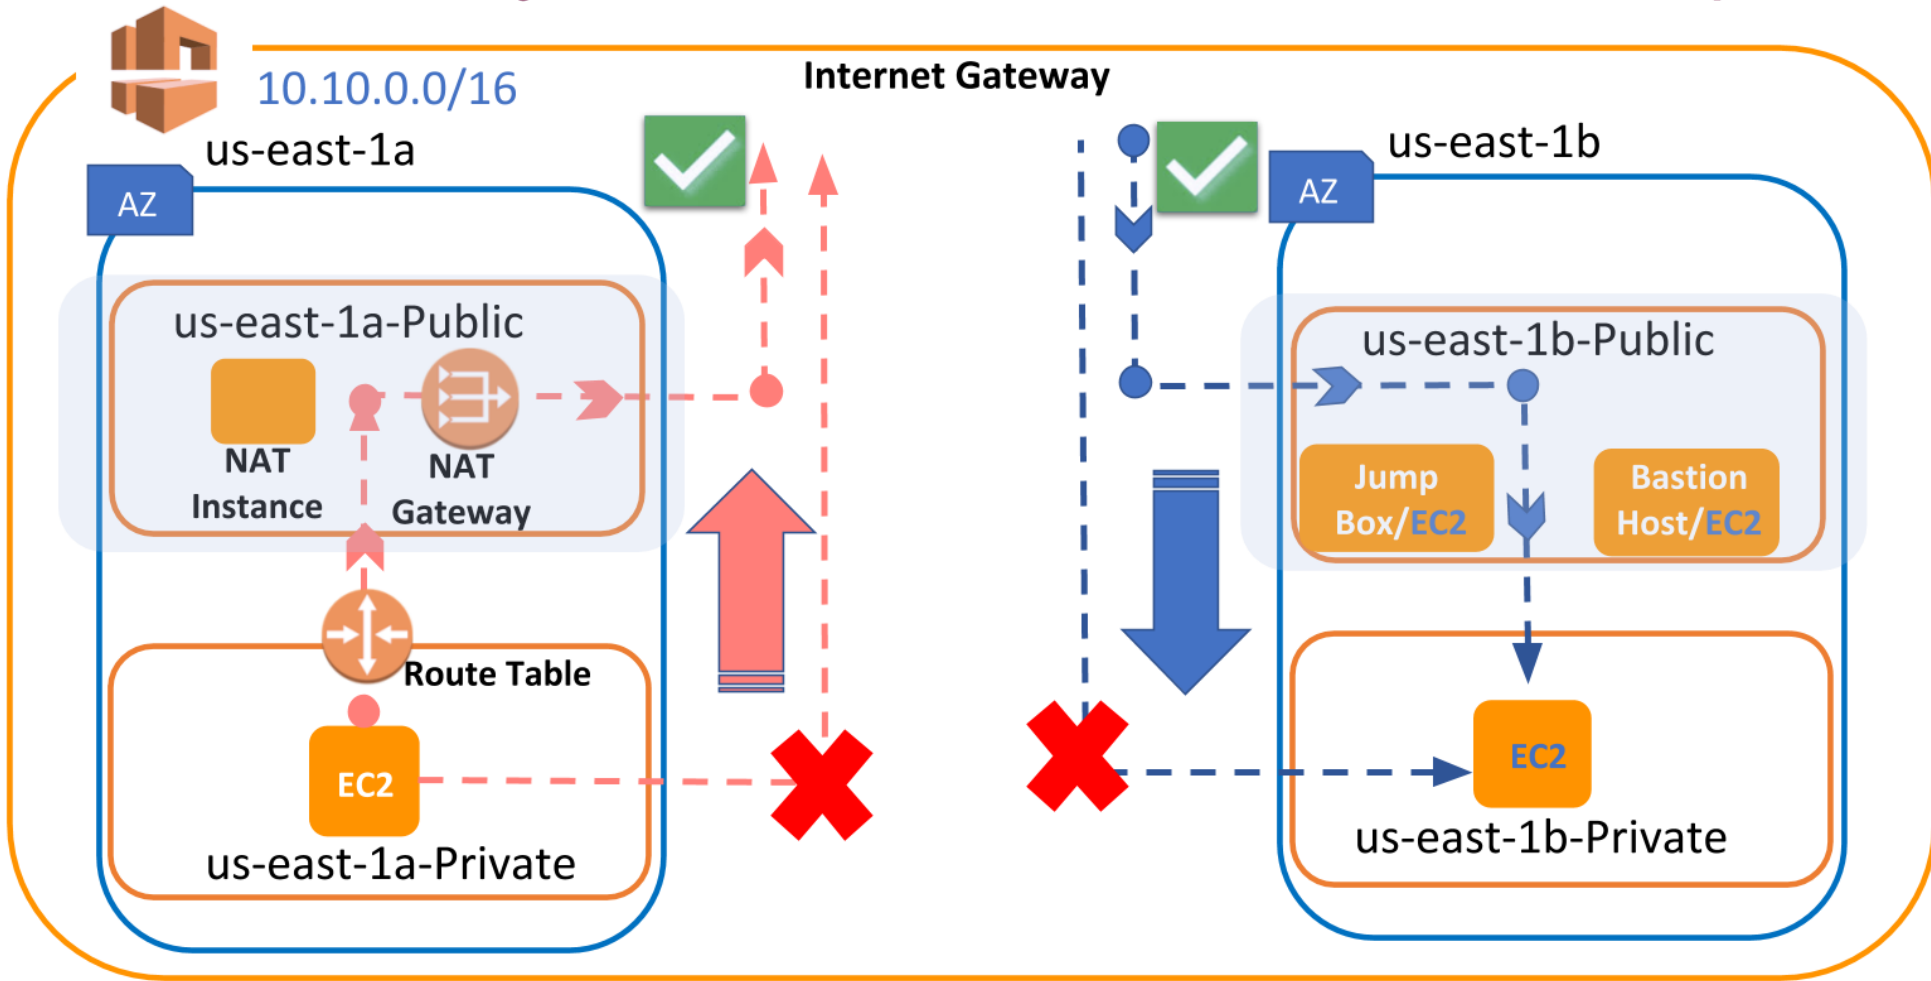 10.10.0.0/16
Internet Gateway
us-east-1a
us-east-1b
AZ
AZ
us-east-1a-Public
NAT
Instance
NAT
Gateway
Route Table
EC2
us-east-1a-Private
us-east-1b-Public
Jump
Box/EC2
Bastion
Host/EC2
EC2
us-east-1b-Private